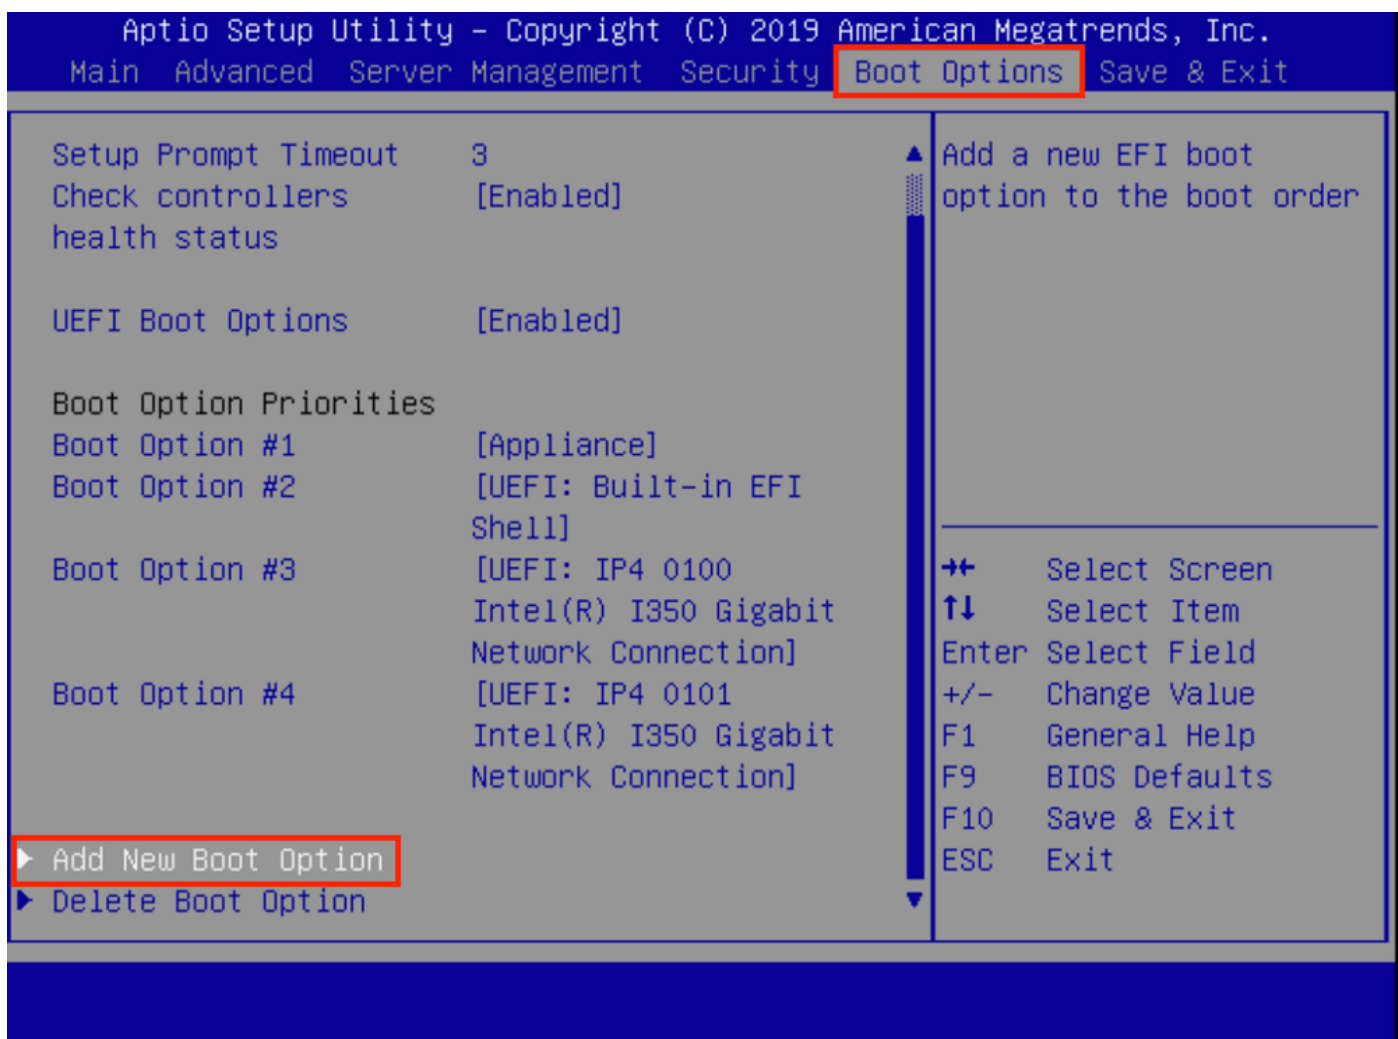 Aptio Setup Utility – Copyright (C) 2019 American Megatrends, Inc.
Main Advanced Server Management Security Boot Options Save & Exit
Setup Prompt Timeout 3
Check controllers [Enabled]
health status
UEFI Boot Options [Enabled]
Boot Option Priorities
Boot Option #1 [Appliance]
Boot Option #2 [UEFI: Built-in EFI
Shell]
Boot Option #3 [UEFI: IP4 0100
Intel(R) I350 Gigabit
Network Connection]
Boot Option #4 [UEFI: IP4 0101
Intel(R) I350 Gigabit
Network Connection]
Add New Boot Option
Delete Boot Option
Add a new EFI boot
option to the boot order
→← Select Screen
↑↓ Select Item
Enter Select Field
+/- Change Value
F1 General Help
F9 BIOS Defaults
F10 Save & Exit
ESC Exit